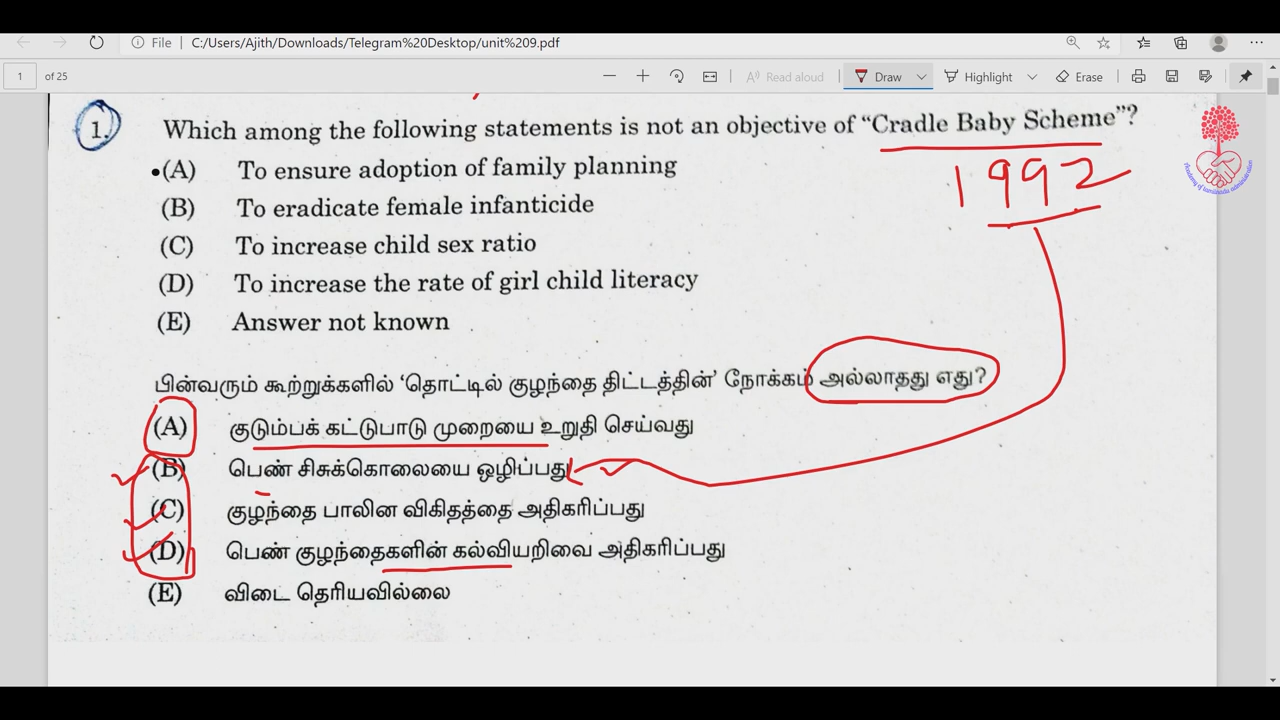 File C:/Users/Ajith/Downloads/Telegram%20Desktop/unit%209.pdf
1 of 25 Read aloud Draw Highlight Erase
1. Which among the following statements is not an objective of “Cradle Baby Scheme”?
1992
(A) To ensure adoption of family planning
(B) To eradicate female infanticide
(C) To increase child sex ratio
(D) To increase the rate of girl child literacy
(E) Answer not known
பின்வரும் கூற்றுக்களில் ‘தொட்டில் குழந்தை திட்டத்தின்’ நோக்கம் அல்லாதது எது?
(A) குடும்பக் கட்டுபாடு முறையை உறுதி செய்வது
(B) பெண் சிசுக்கொலையை ஒழிப்பது
(C) குழந்தை பாலின விகிதத்தை அதிகரிப்பது
(D) பெண் குழந்தைகளின் கல்வியறிவை அதிகரிப்பது
(E) விடை தெரியவில்லை
Academy of tamilnadu administration